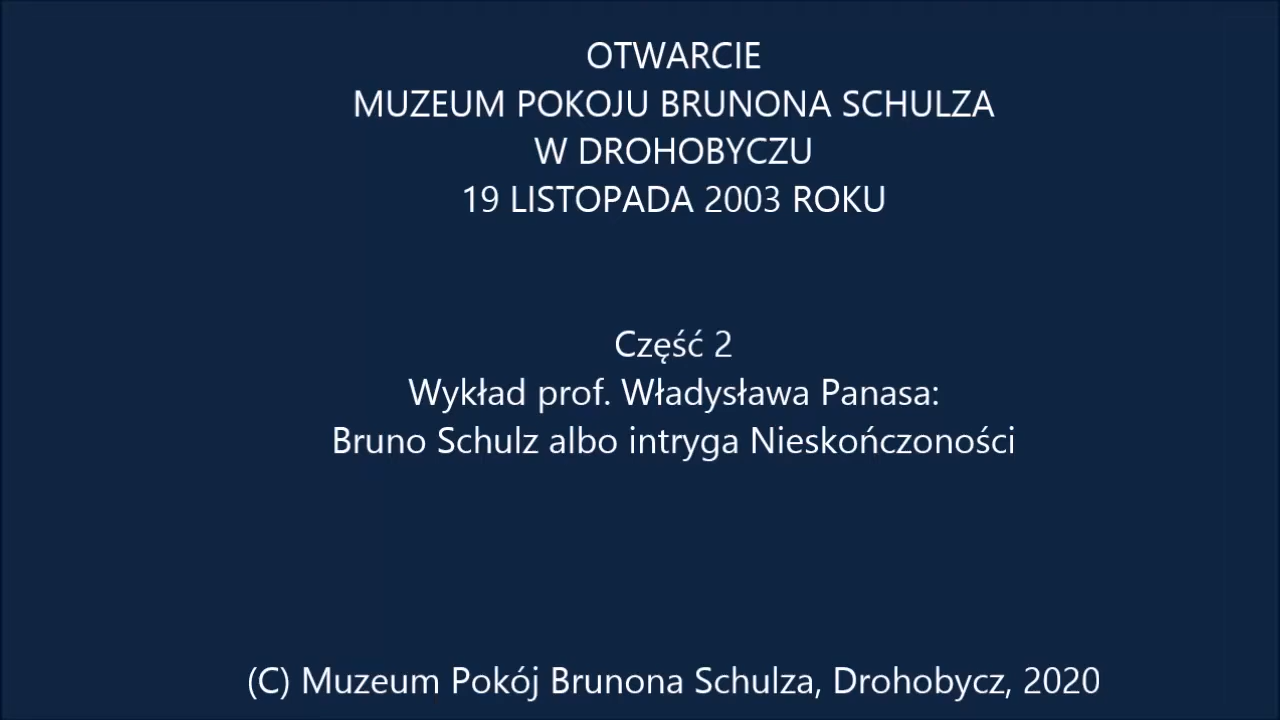 OTWARCIE
MUZEUM POKOJU BRUNONA SCHULZA
W DROHOBYCZU
19 LISTOPADA 2003 ROKU
Część 2
Wykład prof. Władysława Panasa:
Bruno Schulz albo intryga Nieskończoności
(C) Muzeum Pokój Brunona Schulza, Drohobycz, 2020